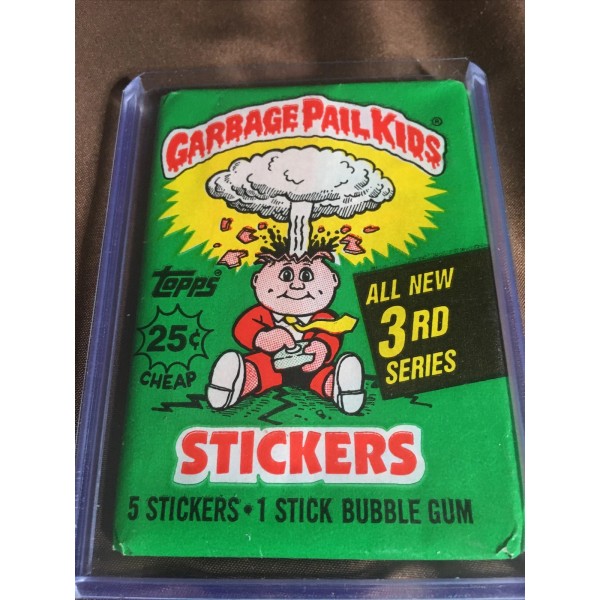 GARBAGE PAIL KIDS®
TOPPS®
25¢
CHEAP
ALL NEW
3RD
SERIES
STICKERS
5 STICKERS • 1 STICK BUBBLE GUM